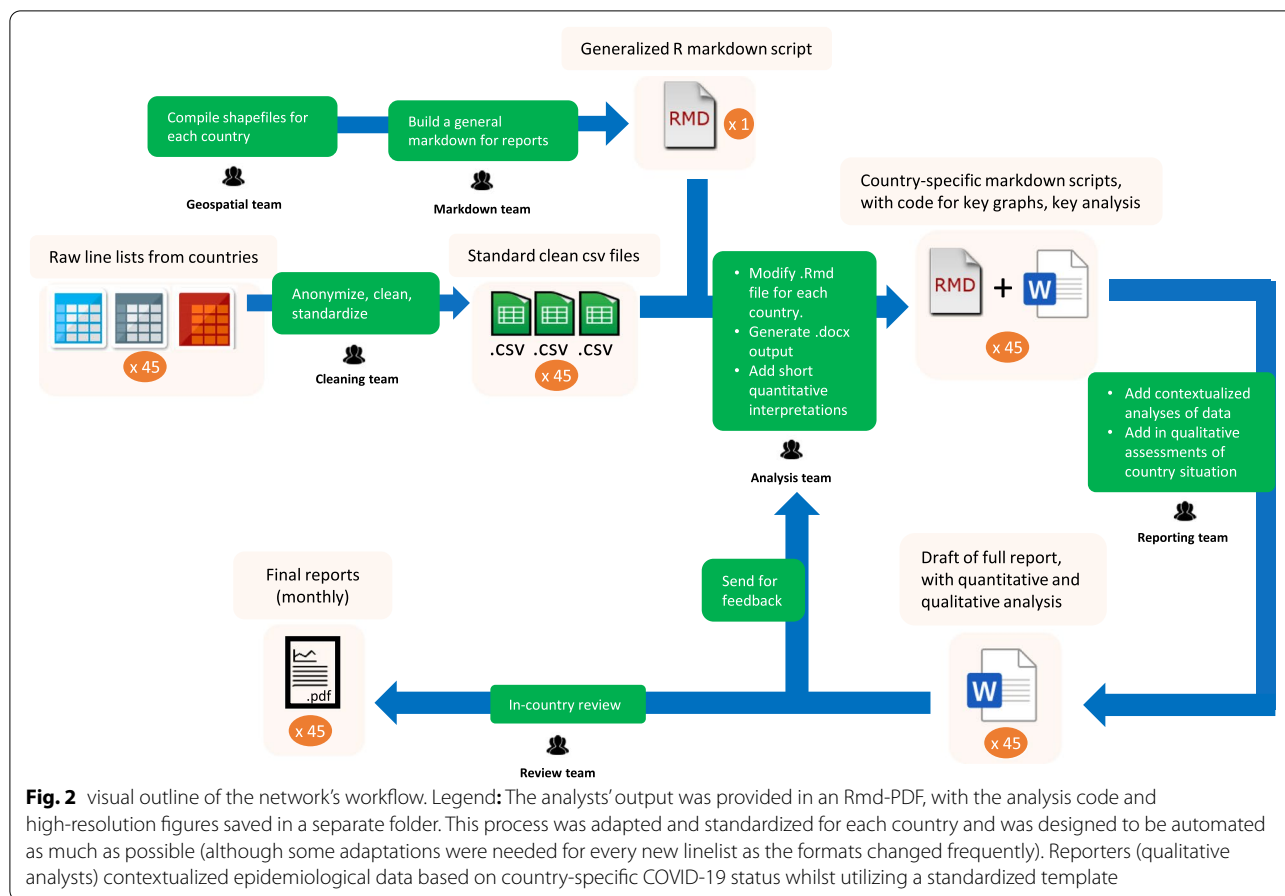 Generalized R markdown script
RMD
x 1
Compile shapefiles for
each country
Geospatial team
Build a general
markdown for reports
Markdown team
Country-specific markdown scripts,
with code for key graphs, key analysis
RMD
+
W
x 45
Raw line lists from countries
x 45
Anonymize, clean,
standardize
Cleaning team
Standard clean csv files
.CSV .CSV .CSV
x 45
• Modify .Rmd
file for each
country.
• Generate .docx
output
• Add short
quantitative
interpretations
Analysis team
• Add contextualized
analyses of data
• Add in qualitative
assessments of
country situation
Reporting team
Draft of full report,
with quantitative and
qualitative analysis
W
x 45
Send for
feedback
In-country review
Review team
Final reports
(monthly)
.pdf
x 45
Fig. 2 visual outline of the network's workflow. Legend: The analysts' output was provided in an Rmd-PDF, with the analysis code and
high-resolution figures saved in a separate folder. This process was adapted and standardized for each country and was designed to be automated
as much as possible (although some adaptations were needed for every new linelist as the formats changed frequently). Reporters (qualitative
analysts) contextualized epidemiological data based on country-specific COVID-19 status whilst utilizing a standardized template